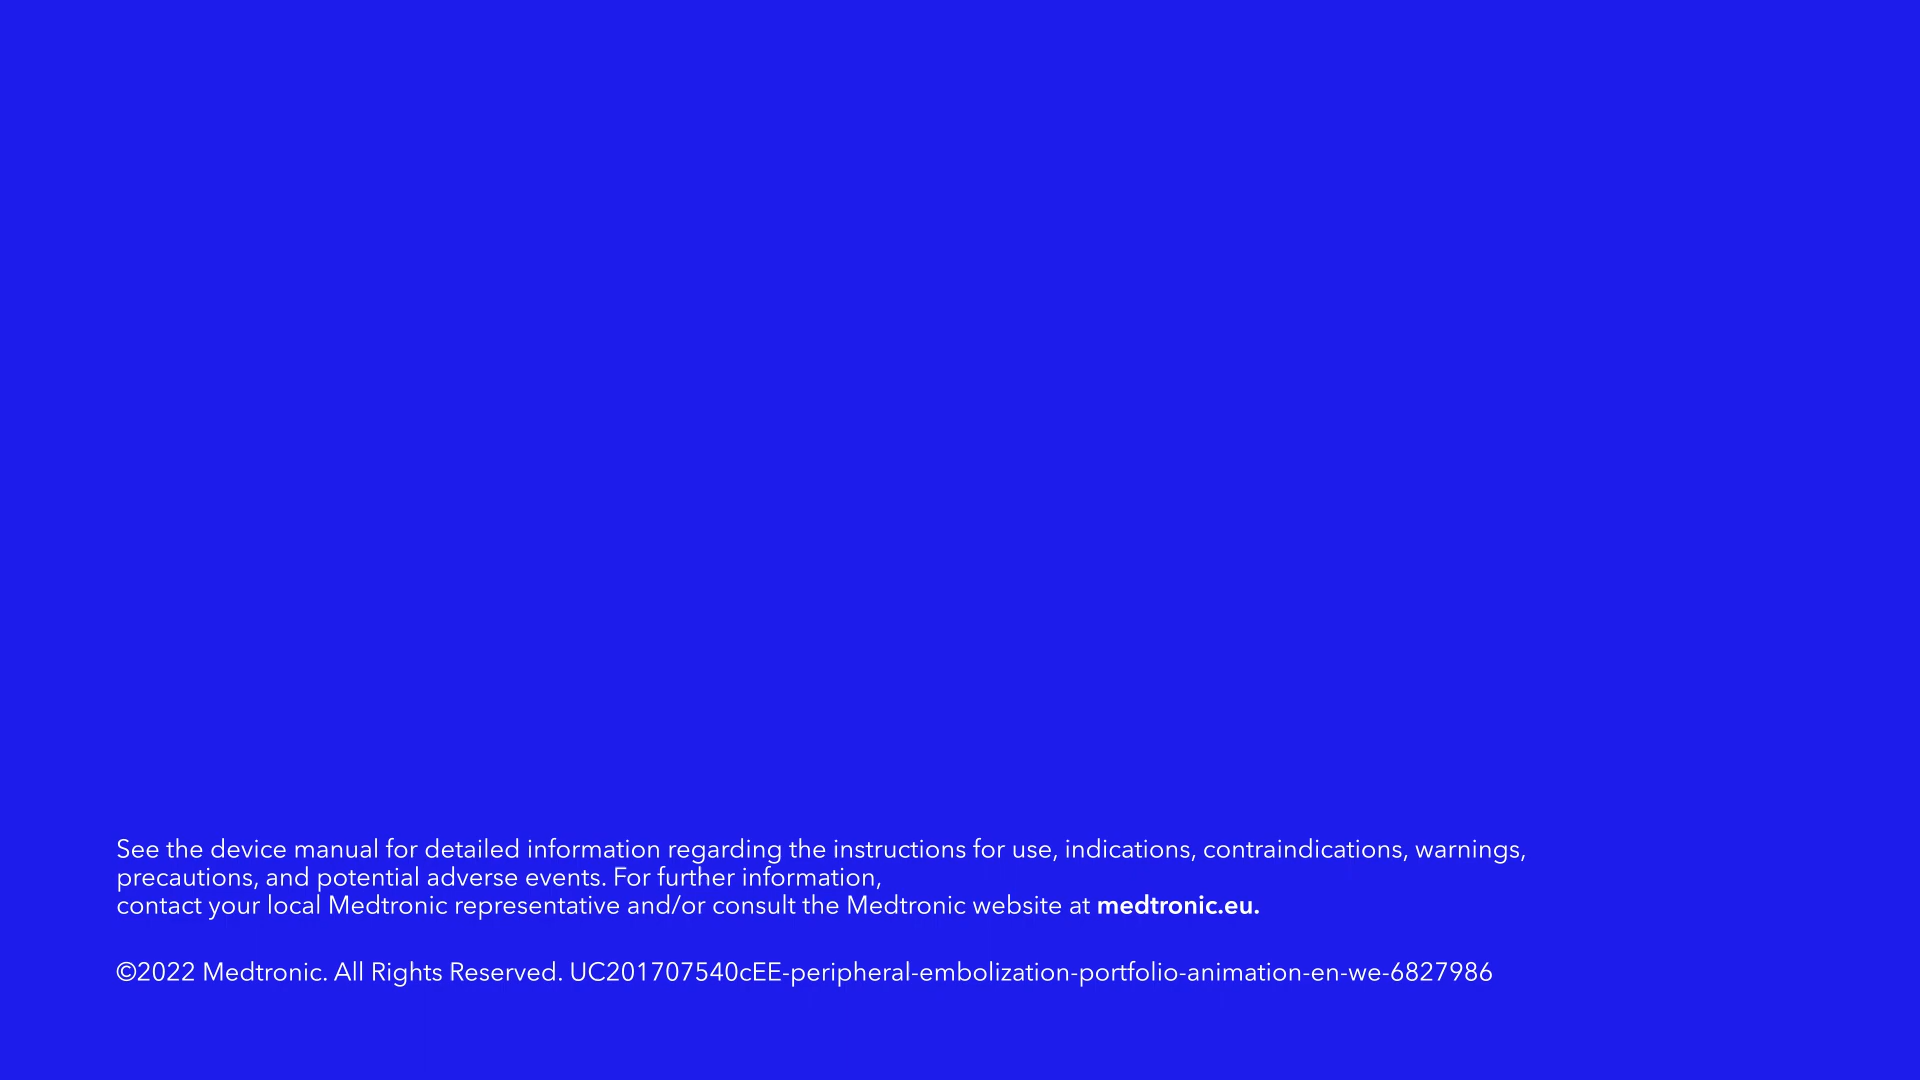 See the device manual for detailed information regarding the instructions for use, indications, contraindications, warnings,
precautions, and potential adverse events. For further information,
contact your local Medtronic representative and/or consult the Medtronic website at medtronic.eu.
©2022 Medtronic. All Rights Reserved. UC201707540cEE-peripheral-embolization-portfolio-animation-en-we-6827986